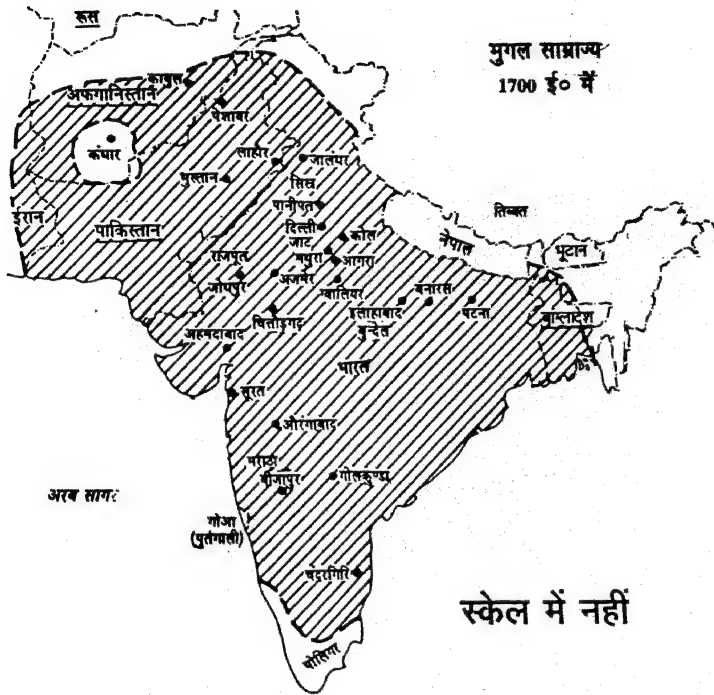 रूस
मुगल साम्राज्य
1700 ई० में
काबुल
अफगानिस्तान
पेशावर
कंधार
लाहौर
जालंधर
मुल्तान
सिख
पानीपत
तिब्बत
ईरान
पाकिस्तान
दिल्ली
कोल
जाट
नेपाल
भूटान
मथुरा
आगरा
राजपूत
जोधपुर
अजमेर
ग्वालियर
बनारस
इलाहाबाद
पटना
चित्तौड़गढ़
बुन्देल
बांग्लादेश
अहमदाबाद
भारत
सूरत
औरंगाबाद
मराठा
बीजापुर
गोलकुण्डा
अरब सागर
गोआ
(पुर्तगाली)
चंद्रगिरि
स्केल में नहीं
पोलिगर